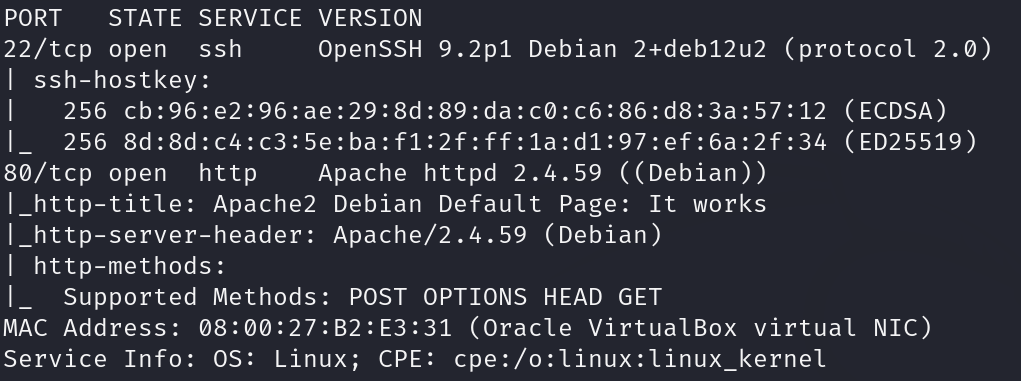 PORT   STATE SERVICE VERSION
22/tcp open  ssh     OpenSSH 9.2p1 Debian 2+deb12u2 (protocol 2.0)
| ssh-hostkey:
|   256 cb:96:e2:96:ae:29:8d:89:da:c0:c6:86:d8:3a:57:12 (ECDSA)
|_  256 8d:8d:c4:c3:5e:ba:f1:2f:ff:1a:d1:97:ef:6a:2f:34 (ED25519)
80/tcp open  http    Apache httpd 2.4.59 ((Debian))
|_http-title: Apache2 Debian Default Page: It works
|_http-server-header: Apache/2.4.59 (Debian)
| http-methods:
|_  Supported Methods: POST OPTIONS HEAD GET
MAC Address: 08:00:27:B2:E3:31 (Oracle VirtualBox virtual NIC)
Service Info: OS: Linux; CPE: cpe:/o:linux:linux_kernel